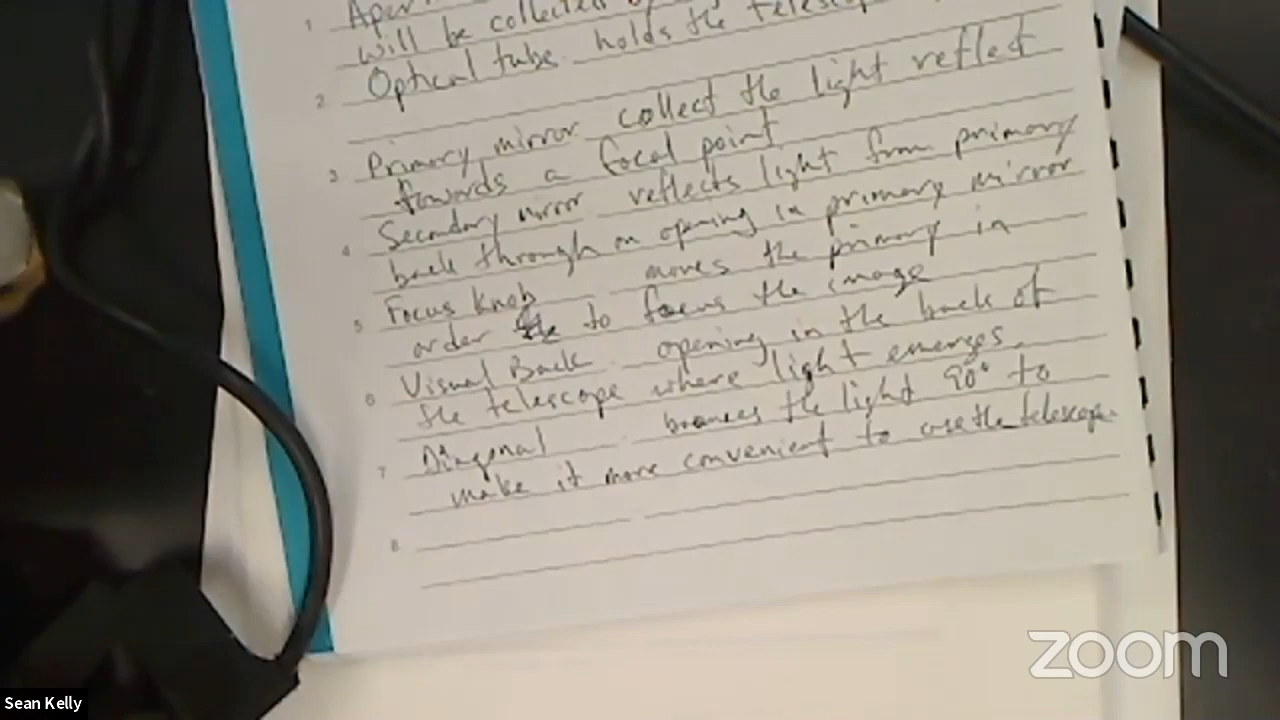 1 Aper
will be collected
2 Optical tube holds the telescop
3 Primary mirror collect the light reflect
towards a focal point
4 Secondary mirror reflects light from primary
back through an opening in primary mirror
5 Focus Knob moves the primary in
order to focus the image
6 Visual Back opening in the back of
the telescope where light emerges.
7 Diagonal bounces the light 90° to
make it more convenient to use the telescope
8
zoom
Sean Kelly